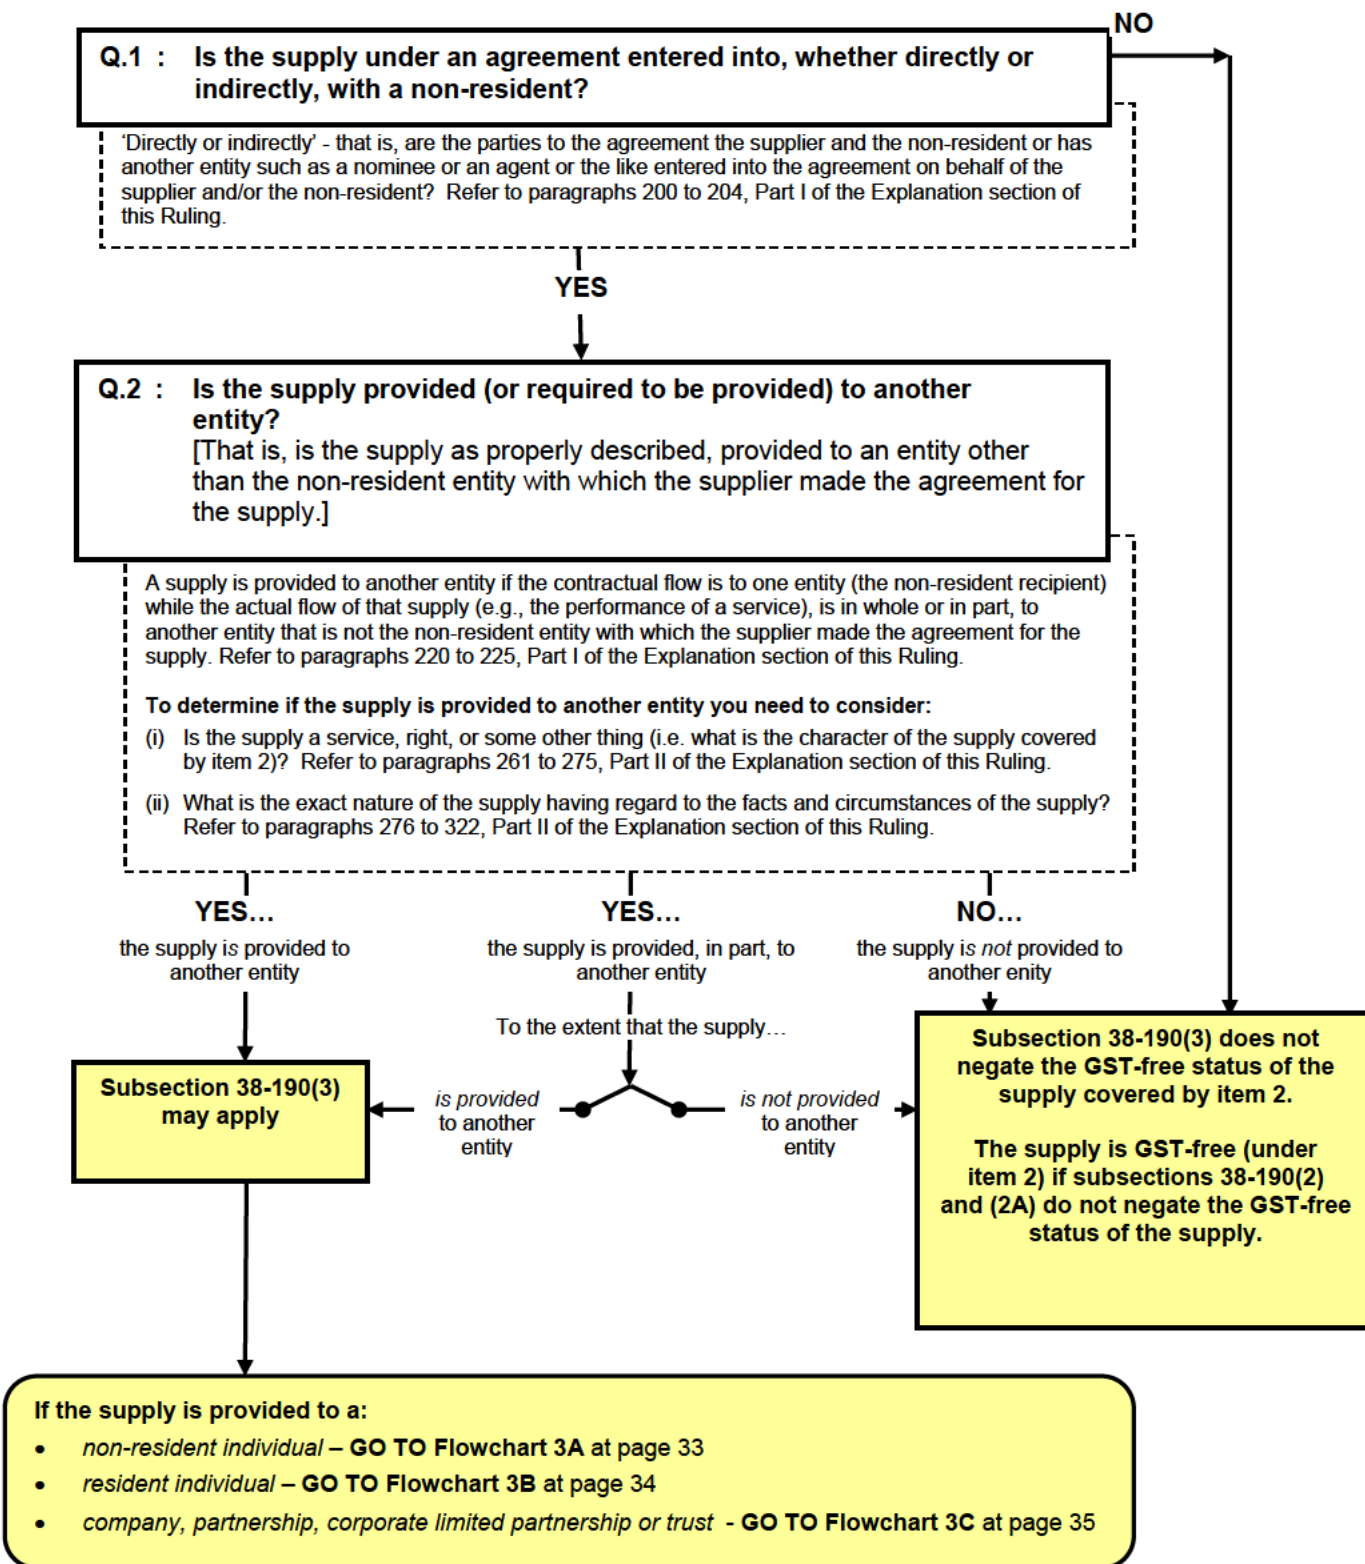 NO
Q.1 : Is the supply under an agreement entered into, whether directly or
indirectly, with a non-resident?
'Directly or indirectly' - that is, are the parties to the agreement the supplier and the non-resident or has
another entity such as a nominee or an agent or the like entered into the agreement on behalf of the
supplier and/or the non-resident? Refer to paragraphs 200 to 204, Part I of the Explanation section of
this Ruling.
YES
Q.2 : Is the supply provided (or required to be provided) to another
entity?
[That is, is the supply as properly described, provided to an entity other
than the non-resident entity with which the supplier made the agreement for
the supply.]
A supply is provided to another entity if the contractual flow is to one entity (the non-resident recipient)
while the actual flow of that supply (e.g., the performance of a service), is in whole or in part, to
another entity that is not the non-resident entity with which the supplier made the agreement for the
supply. Refer to paragraphs 220 to 225, Part I of the Explanation section of this Ruling.
To determine if the supply is provided to another entity you need to consider:
(i) Is the supply a service, right, or some other thing (i.e. what is the character of the supply covered
by item 2)? Refer to paragraphs 261 to 275, Part II of the Explanation section of this Ruling.
(ii) What is the exact nature of the supply having regard to the facts and circumstances of the supply?
Refer to paragraphs 276 to 322, Part II of the Explanation section of this Ruling.
YES…
the supply is provided to
another entity
YES…
the supply is provided, in part, to
another entity
NO…
the supply is not provided to
another enity
To the extent that the supply…
Subsection 38-190(3)
may apply
is provided
to another
entity
is not provided
to another
entity
Subsection 38-190(3) does not
negate the GST-free status of the
supply covered by item 2.
The supply is GST-free (under
item 2) if subsections 38-190(2)
and (2A) do not negate the GST-free
status of the supply.
If the supply is provided to a:
• non-resident individual – GO TO Flowchart 3A at page 33
• resident individual – GO TO Flowchart 3B at page 34
• company, partnership, corporate limited partnership or trust - GO TO Flowchart 3C at page 35